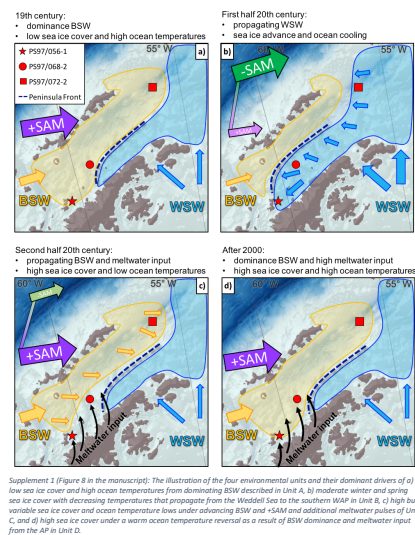 19th century:
• dominance BSW
• low sea ice cover and high ocean temperatures
First half 20th century:
• propagating WSW
• sea ice advance and ocean cooling
55° W
a)
PS97/056-1
PS97/068-2
PS97/072-2
Peninsula Front
+SAM
BSW
WSW
55° W
b)
-SAM
+SAM
BSW
WSW
Second half 20th century:
• propagating BSW and meltwater input
• high sea ice cover and low ocean temperatures
After 2000:
• dominance BSW and high meltwater input
• high sea ice cover and high ocean temperatures
60° W
55° W
c)
+SAM
BSW
Meltwater input
WSW
60° W
55° W
d)
+SAM
BSW
Meltwater input
WSW
Supplement 1 (Figure 8 in the manuscript): The illustration of the four environmental units and their dominant drivers of a)
low sea ice cover and high ocean temperatures from dominating BSW described in Unit A, b) moderate winter and spring
sea ice cover with decreasing temperatures that propagate from the Weddell Sea to the southern WAP in Unit B, c) high but
variable sea ice cover and ocean temperature lows under advancing BSW and +SAM and additional meltwater pulses of Unit
C, and d) high sea ice cover under a warm ocean temperature reversal as a result of BSW dominance and meltwater input
from the AP in Unit D.